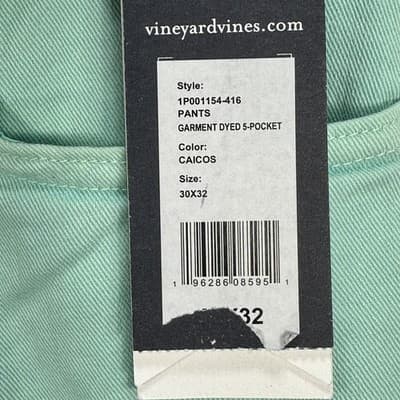 vineyardvines.com
Style:
1P001154-416
PANTS
GARMENT DYED 5-POCKET
Color:
CAICOS
Size:
30X32
1 96286 08595 1